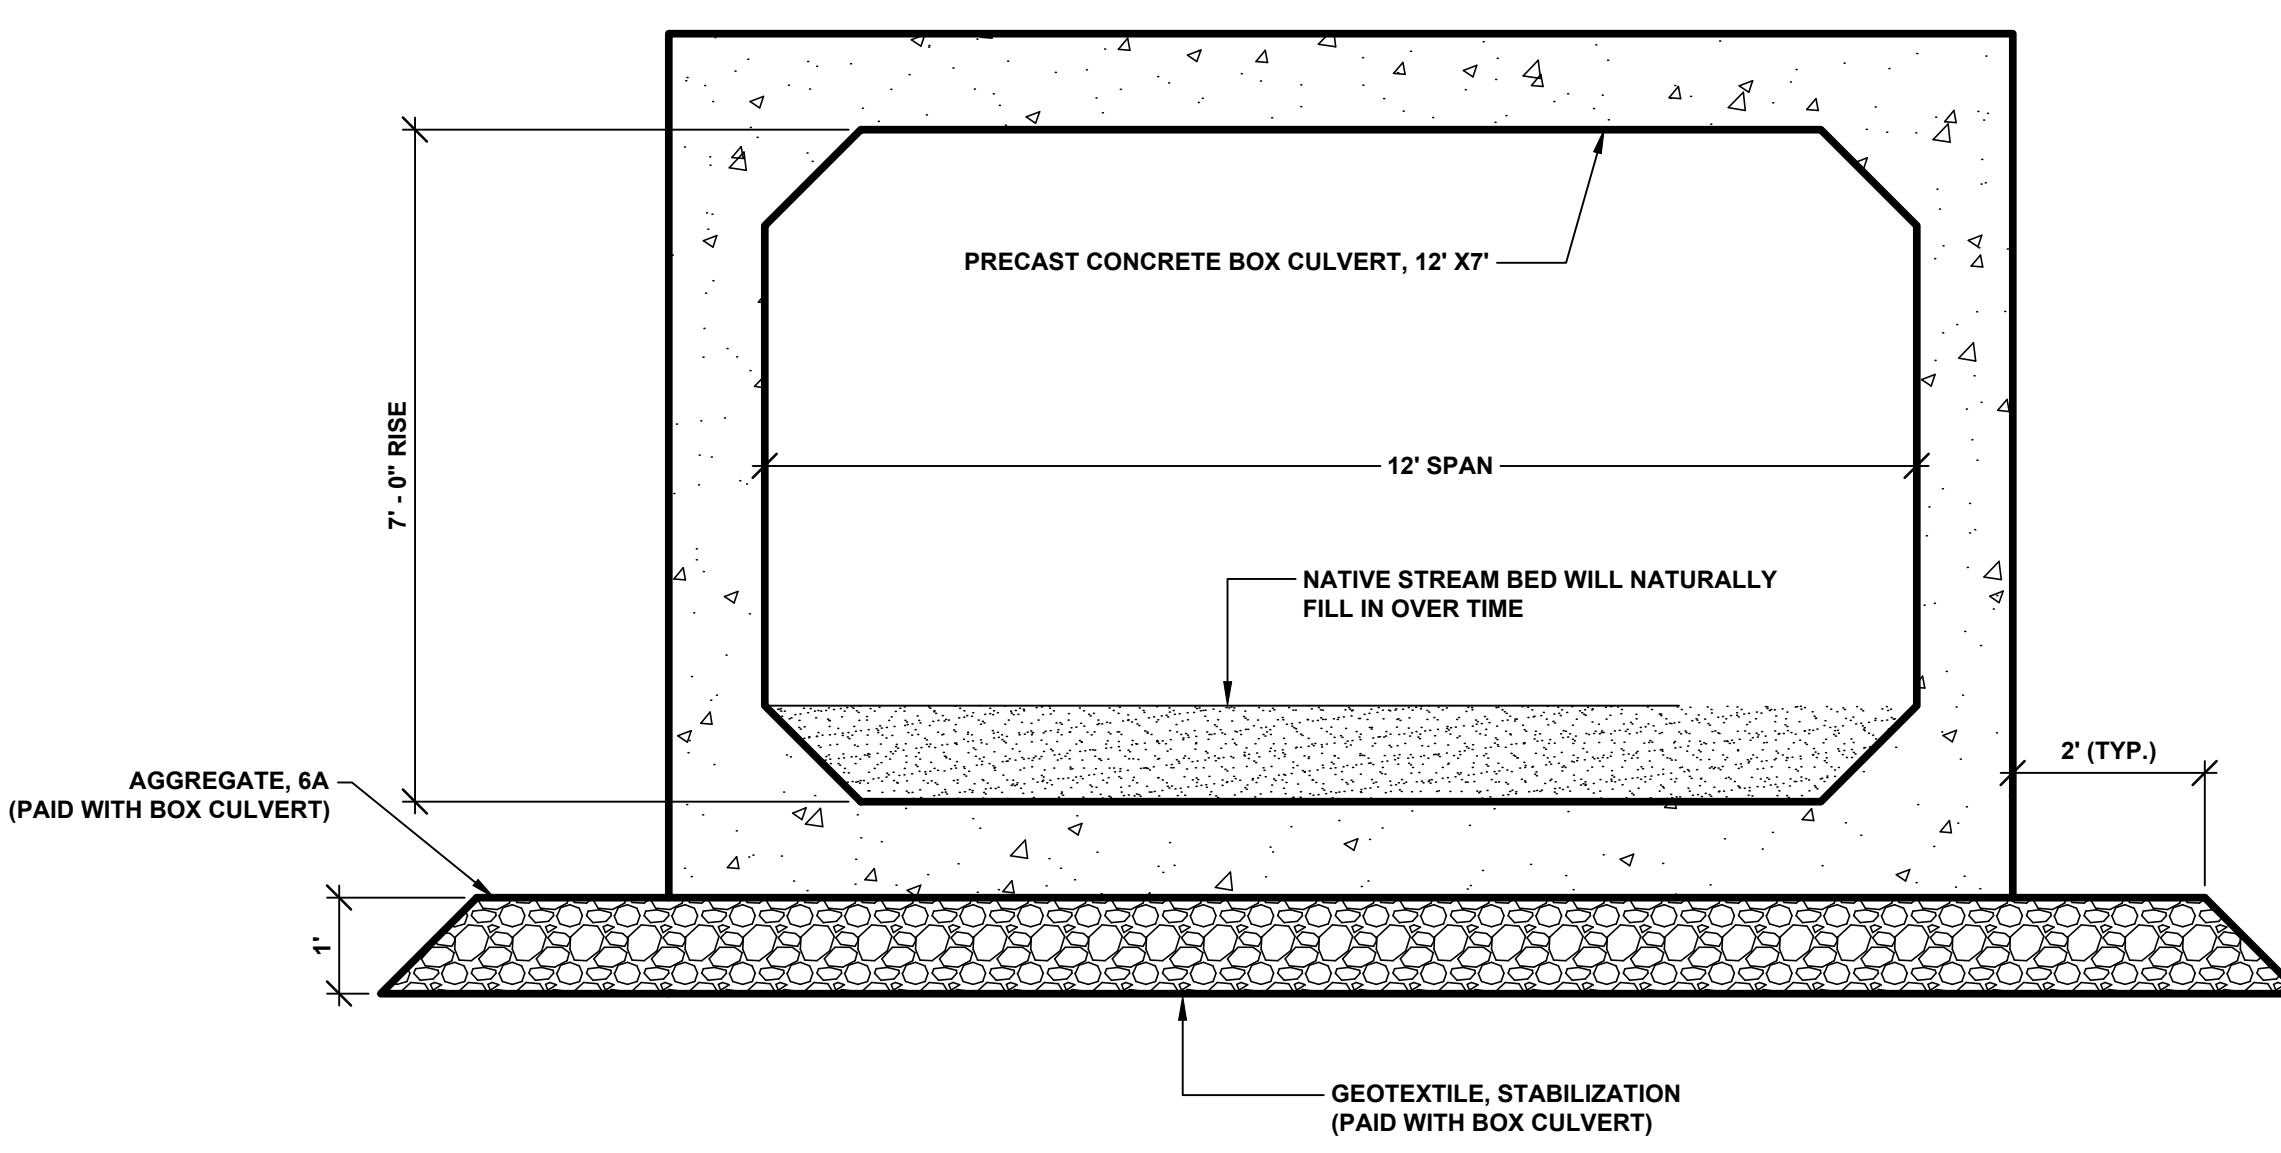 PRECAST CONCRETE BOX CULVERT, 12' X7'
7' - 0" RISE
12' SPAN
NATIVE STREAM BED WILL NATURALLY
FILL IN OVER TIME
2' (TYP.)
AGGREGATE, 6A
(PAID WITH BOX CULVERT)
1'
GEOTEXTILE, STABILIZATION
(PAID WITH BOX CULVERT)